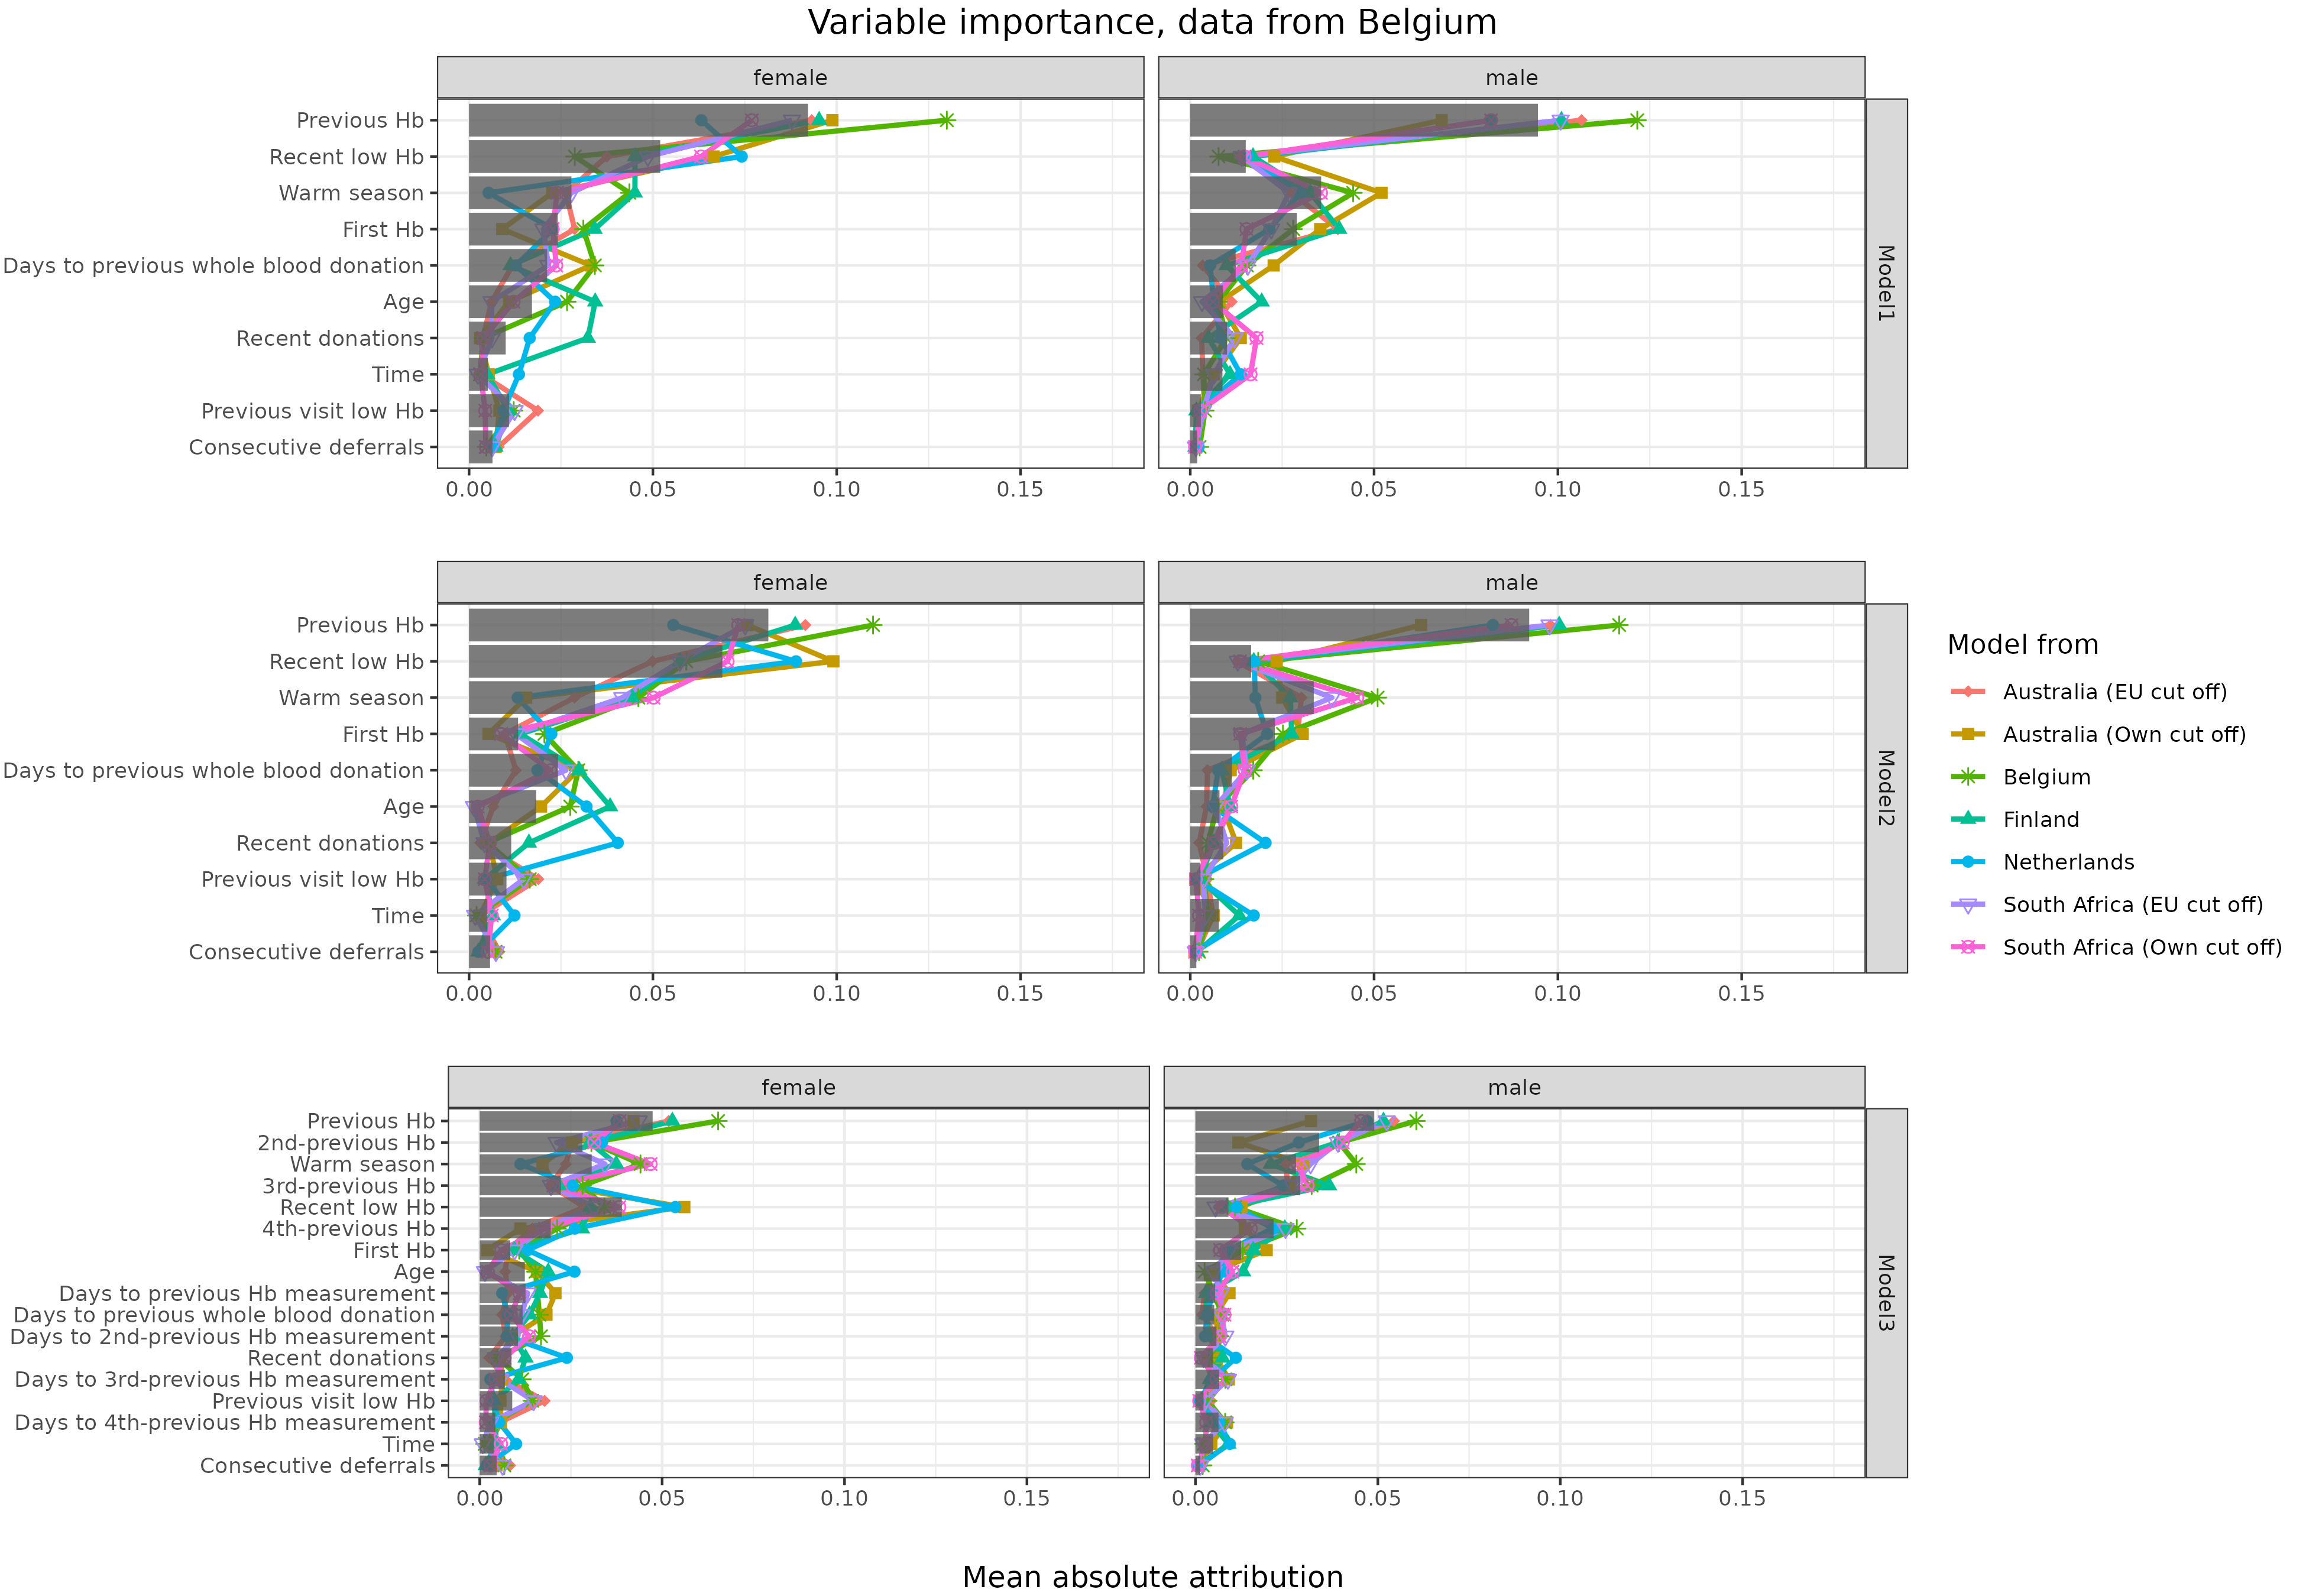 Variable importance, data from Belgium
female
male
Previous Hb
Recent low Hb
Warm season
First Hb
Days to previous whole blood donation
Age
Recent donations
Time
Previous visit low Hb
Consecutive deferrals
Model1
0.00 0.05 0.10 0.15
0.00 0.05 0.10 0.15
female
male
Previous Hb
Recent low Hb
Warm season
First Hb
Days to previous whole blood donation
Age
Recent donations
Previous visit low Hb
Time
Consecutive deferrals
Model2
0.00 0.05 0.10 0.15
0.00 0.05 0.10 0.15
Model from
Australia (EU cut off)
Australia (Own cut off)
Belgium
Finland
Netherlands
South Africa (EU cut off)
South Africa (Own cut off)
female
male
Previous Hb
2nd-previous Hb
Warm season
3rd-previous Hb
Recent low Hb
4th-previous Hb
First Hb
Age
Days to previous Hb measurement
Days to previous whole blood donation
Days to 2nd-previous Hb measurement
Recent donations
Days to 3rd-previous Hb measurement
Previous visit low Hb
Days to 4th-previous Hb measurement
Time
Consecutive deferrals
Model3
0.00 0.05 0.10 0.15
0.00 0.05 0.10 0.15
Mean absolute attribution